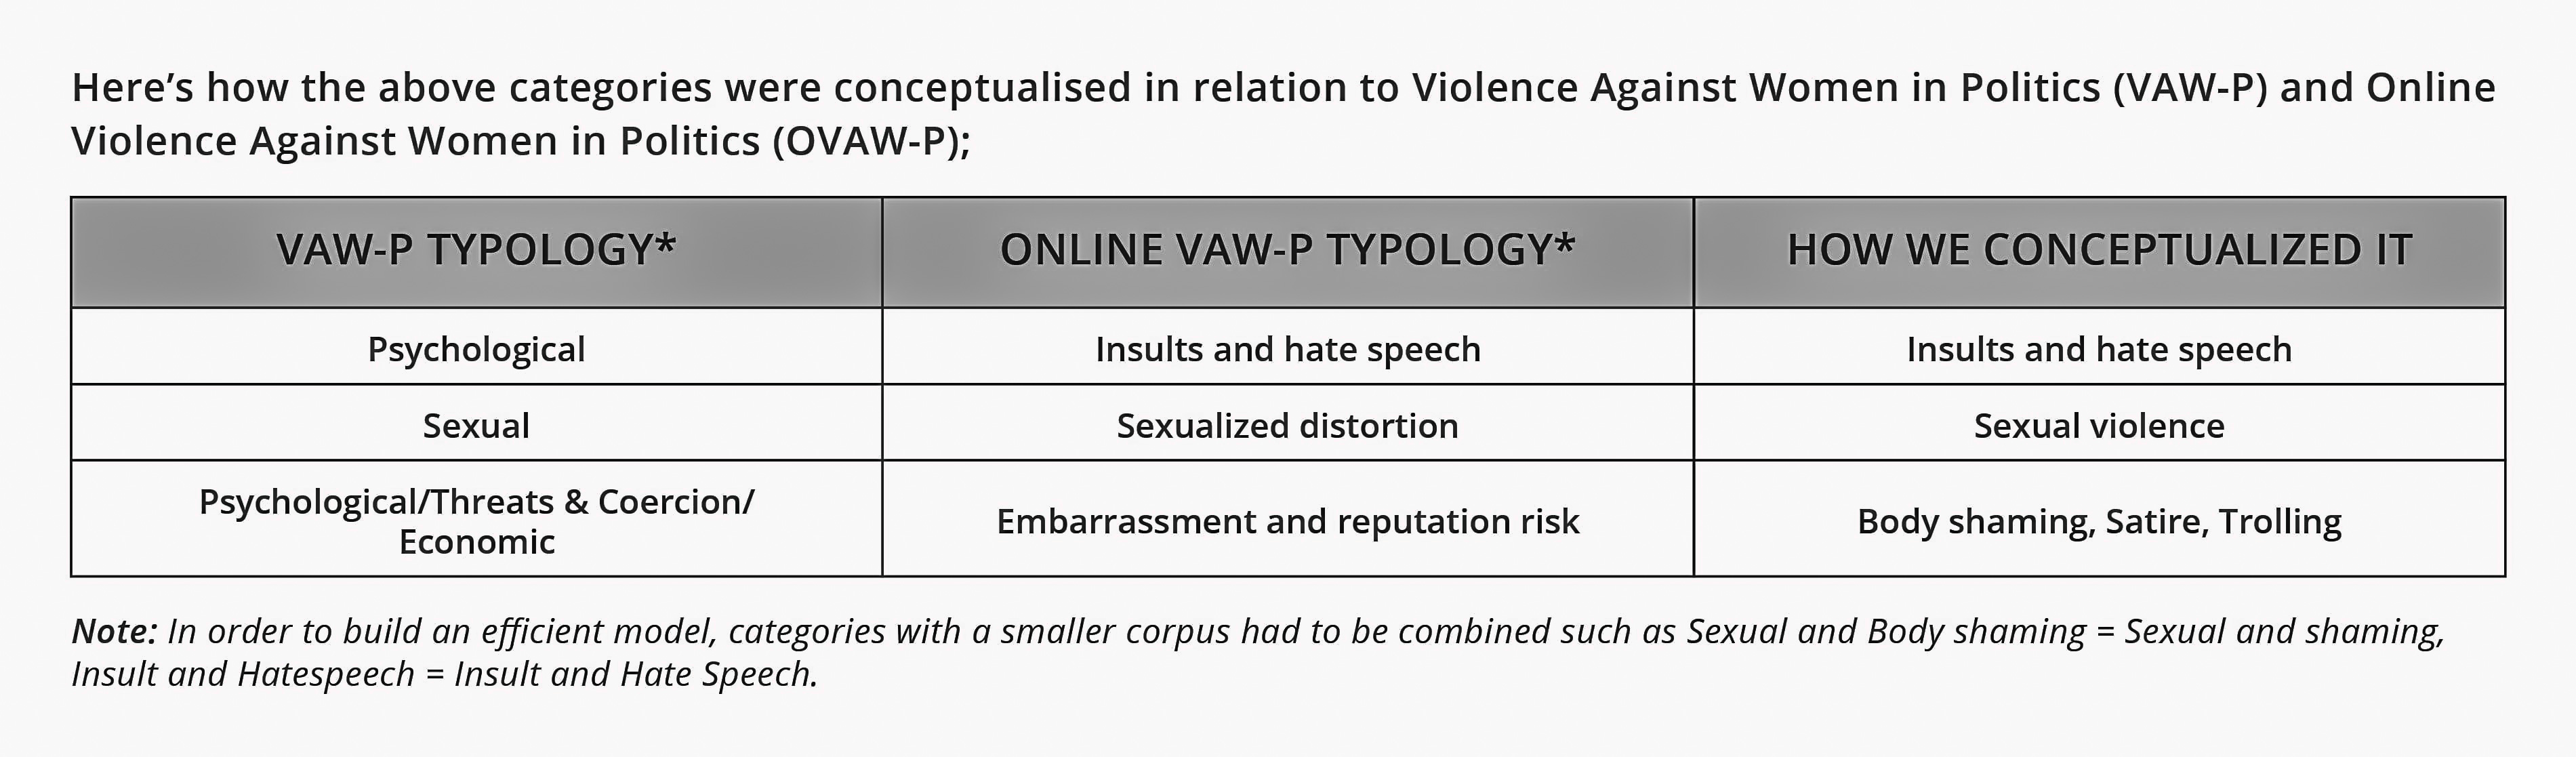 Here’s how the above categories were conceptualised in relation to Violence Against Women in Politics (VAW-P) and Online
Violence Against Women in Politics (OVAW-P);
VAW-P TYPOLOGY* ONLINE VAW-P TYPOLOGY* HOW WE CONCEPTUALIZED IT
Psychological Insults and hate speech Insults and hate speech
Sexual Sexualized distortion Sexual violence
Psychological/Threats & Coercion/
Economic Embarrassment and reputation risk Body shaming, Satire, Trolling
Note: In order to build an efficient model, categories with a smaller corpus had to be combined such as Sexual and Body shaming = Sexual and shaming,
Insult and Hatespeech = Insult and Hate Speech.